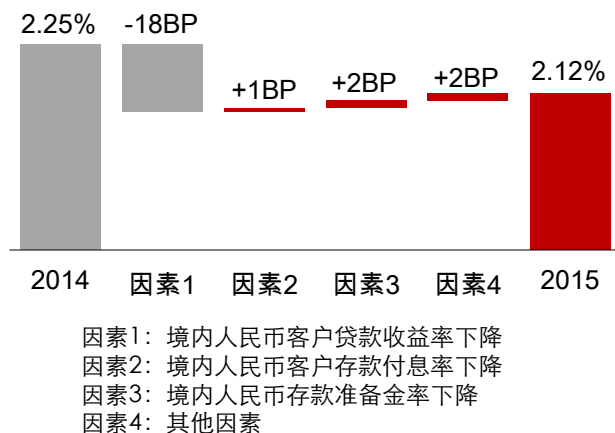 2.25%
-18BP
+1BP
+2BP
+2BP
2.12%
2014 因素1 因素2 因素3 因素4 2015
因素1：境内人民币客户贷款收益率下降
因素2：境内人民币客户存款付息率下降
因素3：境内人民币存款准备金率下降
因素4：其他因素